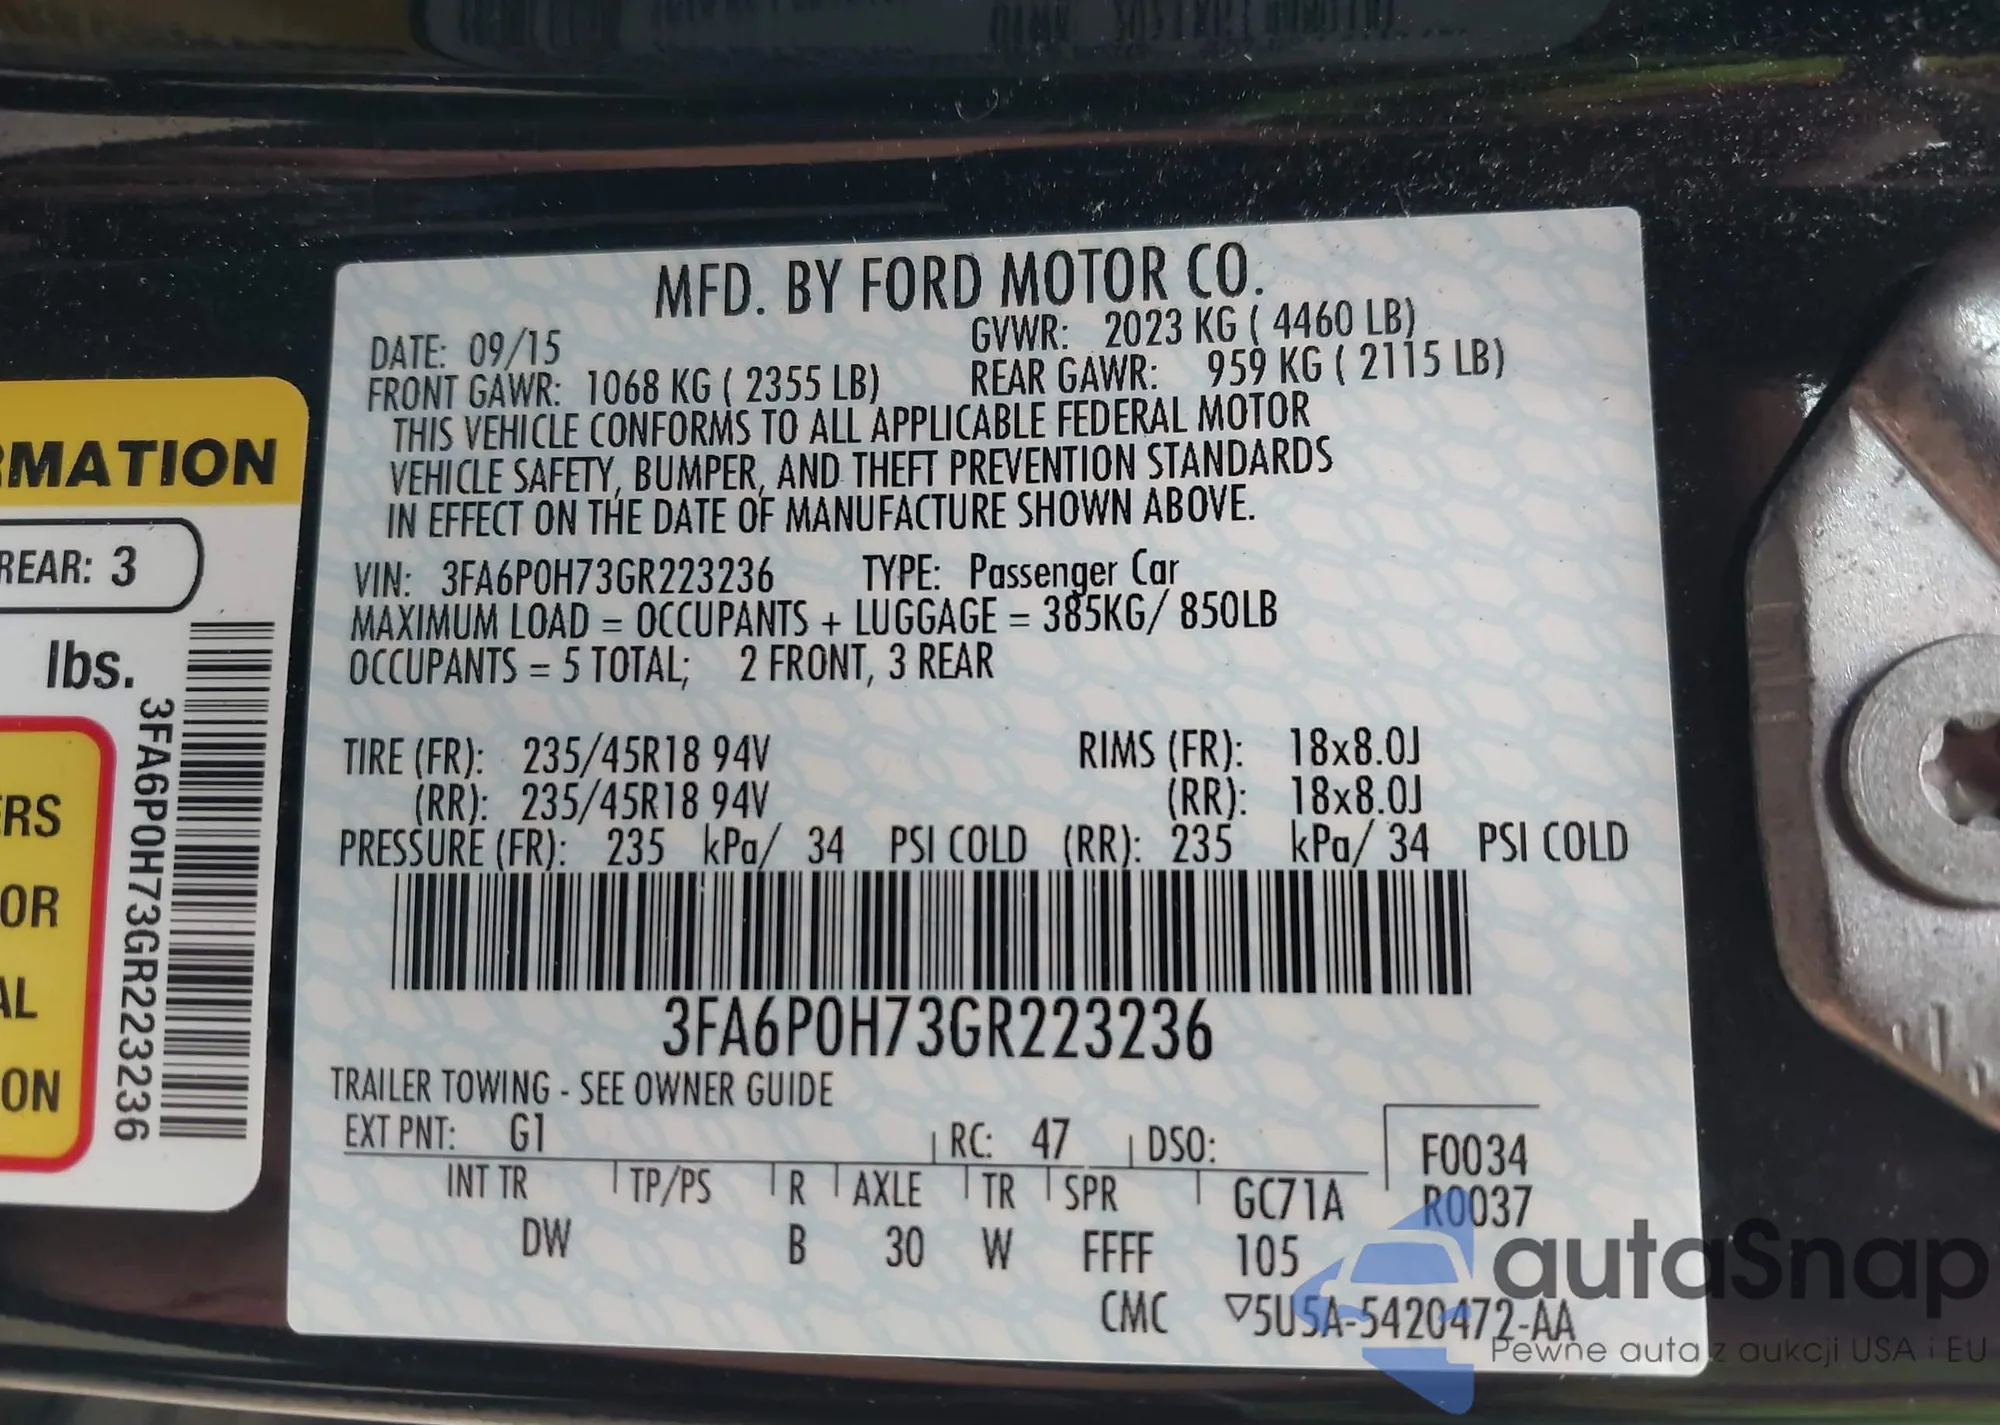 MFD. BY FORD MOTOR CO.
DATE: 09/15 GVWR: 2023 KG ( 4460 LB)
FRONT GAWR: 1068 KG ( 2355 LB) REAR GAWR: 959 KG ( 2115 LB)
THIS VEHICLE CONFORMS TO ALL APPLICABLE FEDERAL MOTOR
VEHICLE SAFETY, BUMPER, AND THEFT PREVENTION STANDARDS
IN EFFECT ON THE DATE OF MANUFACTURE SHOWN ABOVE.
VIN: 3FA6P0H73GR223236 TYPE: Passenger Car
MAXIMUM LOAD = OCCUPANTS + LUGGAGE = 385KG/ 850LB
OCCUPANTS = 5 TOTAL; 2 FRONT, 3 REAR
TIRE (FR): 235/45R18 94V RIMS (FR): 18x8.0J
(RR): 235/45R18 94V (RR): 18x8.0J
PRESSURE (FR): 235 kPa/ 34 PSI COLD (RR): 235 kPa/ 34 PSI COLD
3FA6P0H73GR223236
TRAILER TOWING - SEE OWNER GUIDE
EXT PNT: G1 RC: 47 DSO: F0034
INT TR TP/PS R AXLE TR SPR GC71A R0037
DW B 30 W FFFF 105
CMC ▽5U5A-5420472-AA
RMATION
REAR: 3
lbs.
3FA6P0H73GR223236
ERS
OR
AL
ON
autaSnap
Pewne auta z aukcji USA i EU